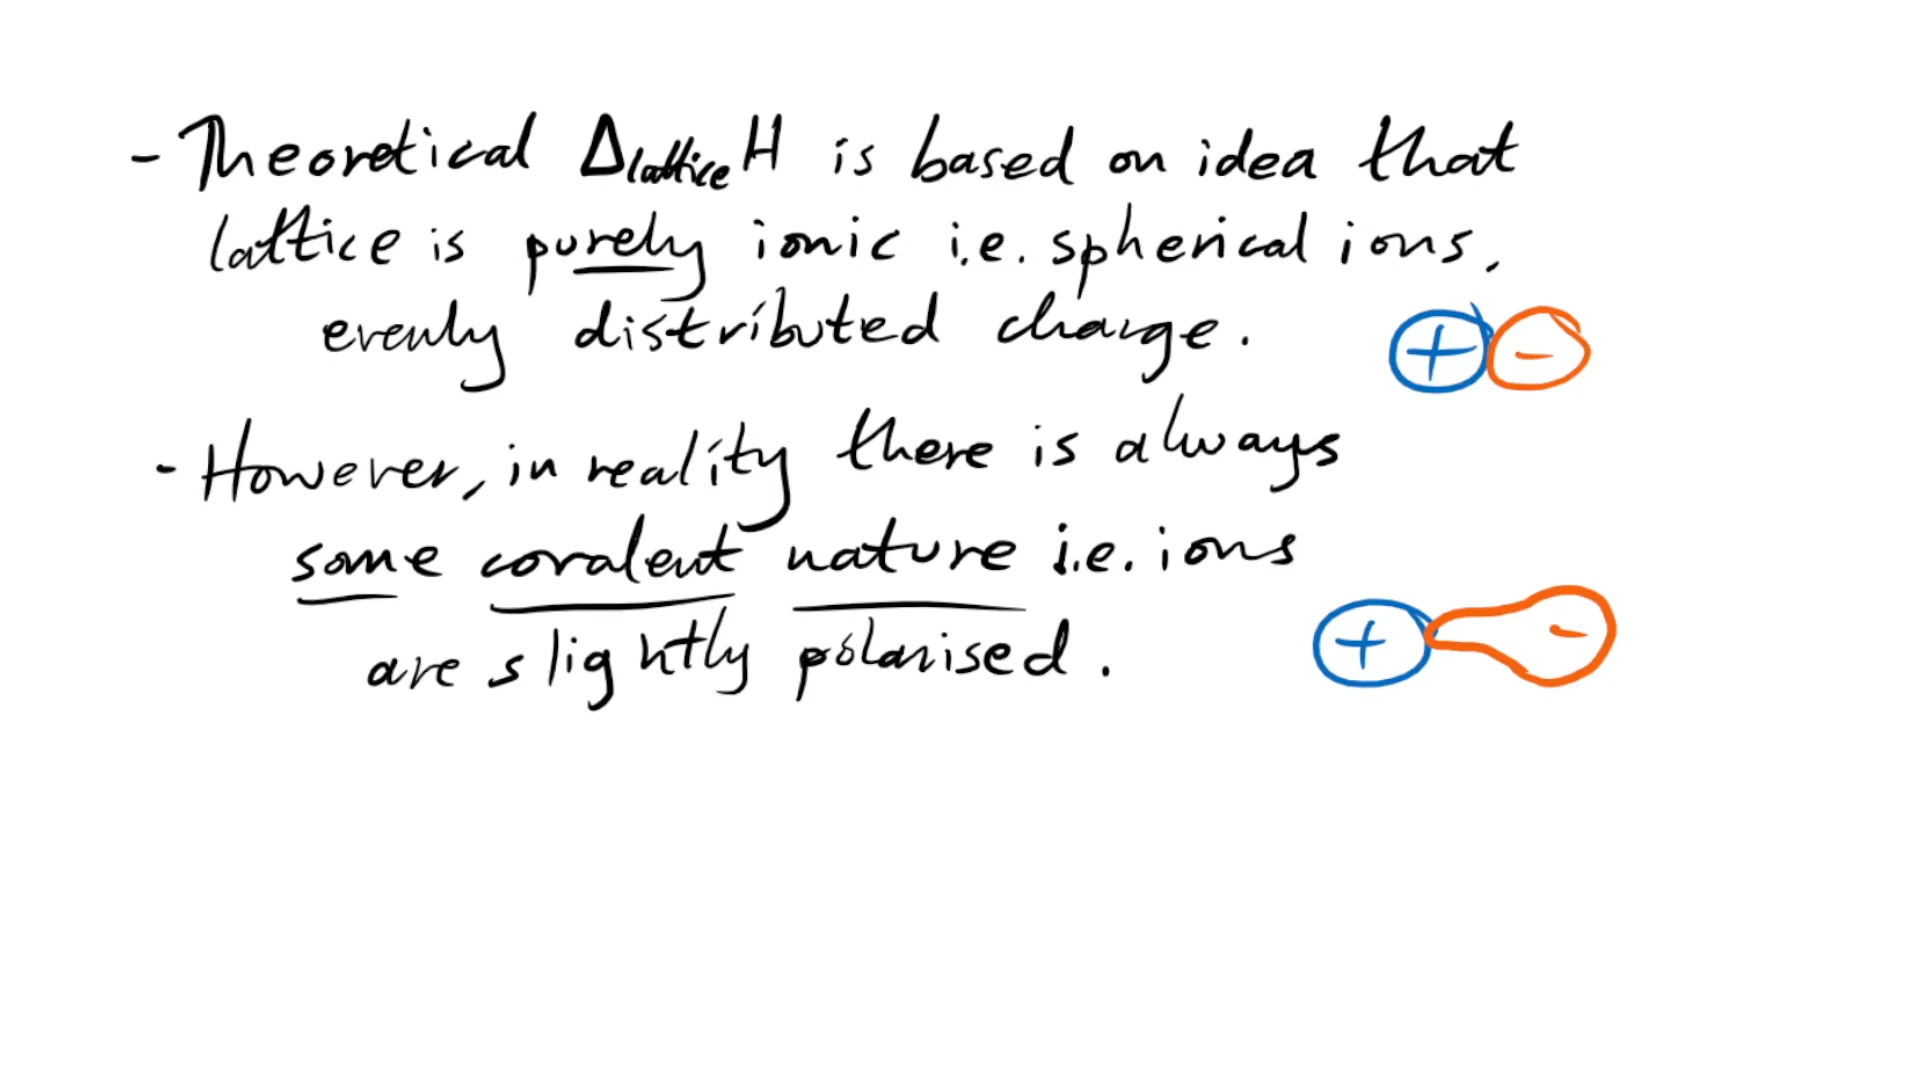 - Theoretical ΔlatticeH is based on idea that
lattice is purely ionic i.e. spherical ions,
evenly distributed charge.
+ -
- However, in reality there is always
some covalent nature i.e. ions
are slightly polarised.
+ -